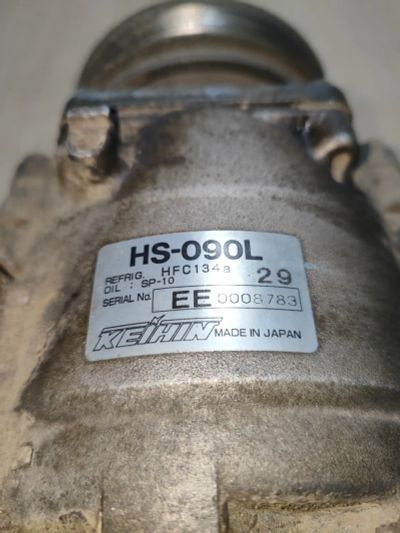 HS-090L
REFRIG. HFC134a 29
OIL : SP-10
SERIAL No. EE 0008783
KEIHIN MADE IN JAPAN